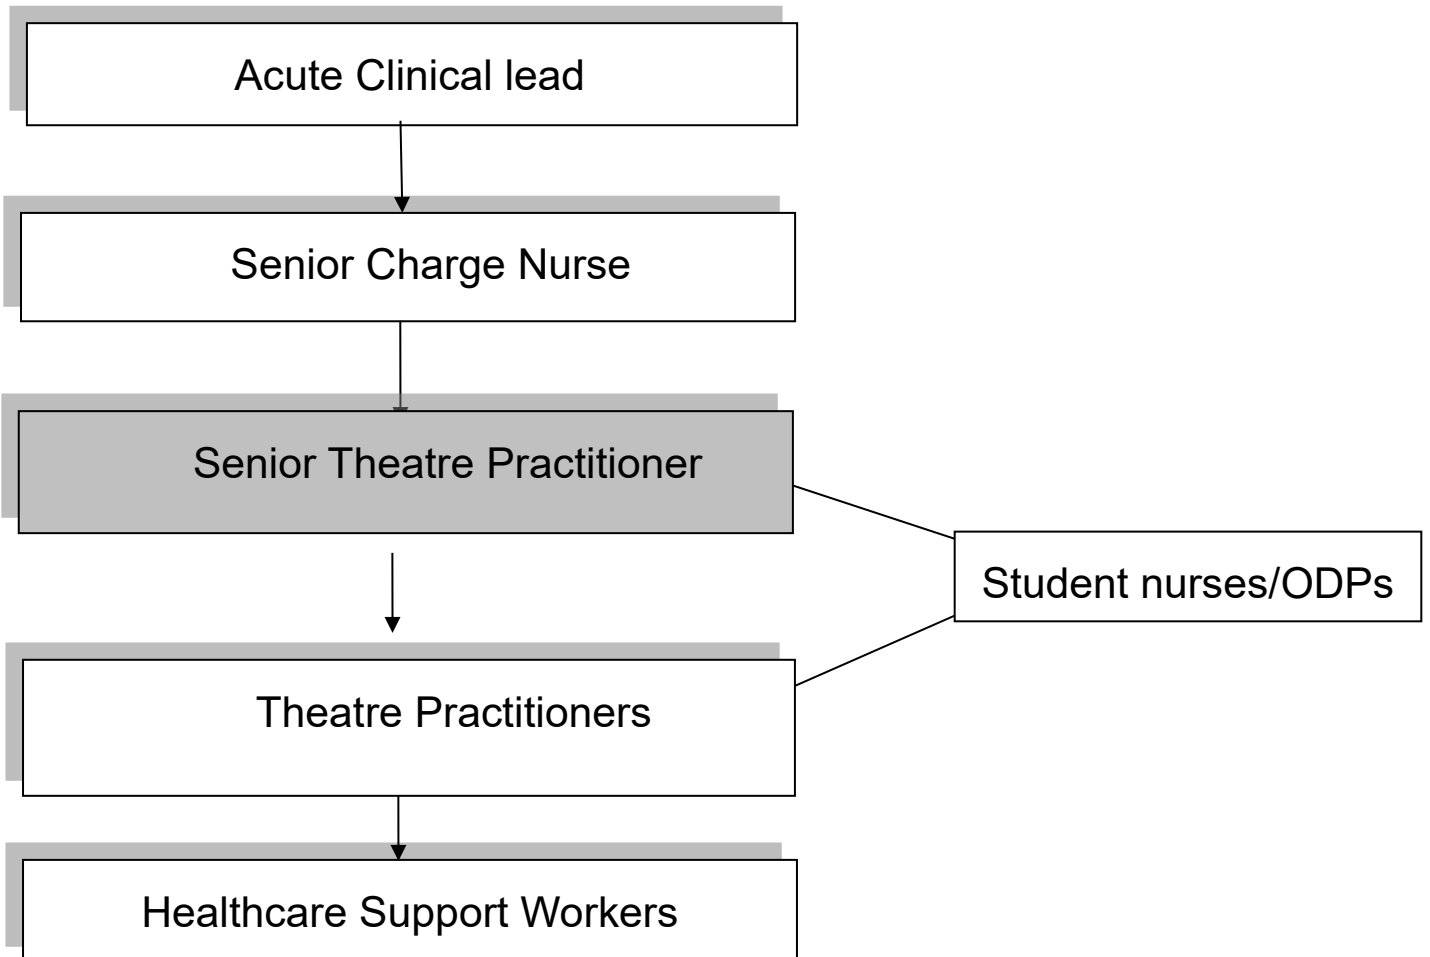 Acute Clinical lead
Senior Charge Nurse
Senior Theatre Practitioner
Student nurses/ODPs
Theatre Practitioners
Healthcare Support Workers